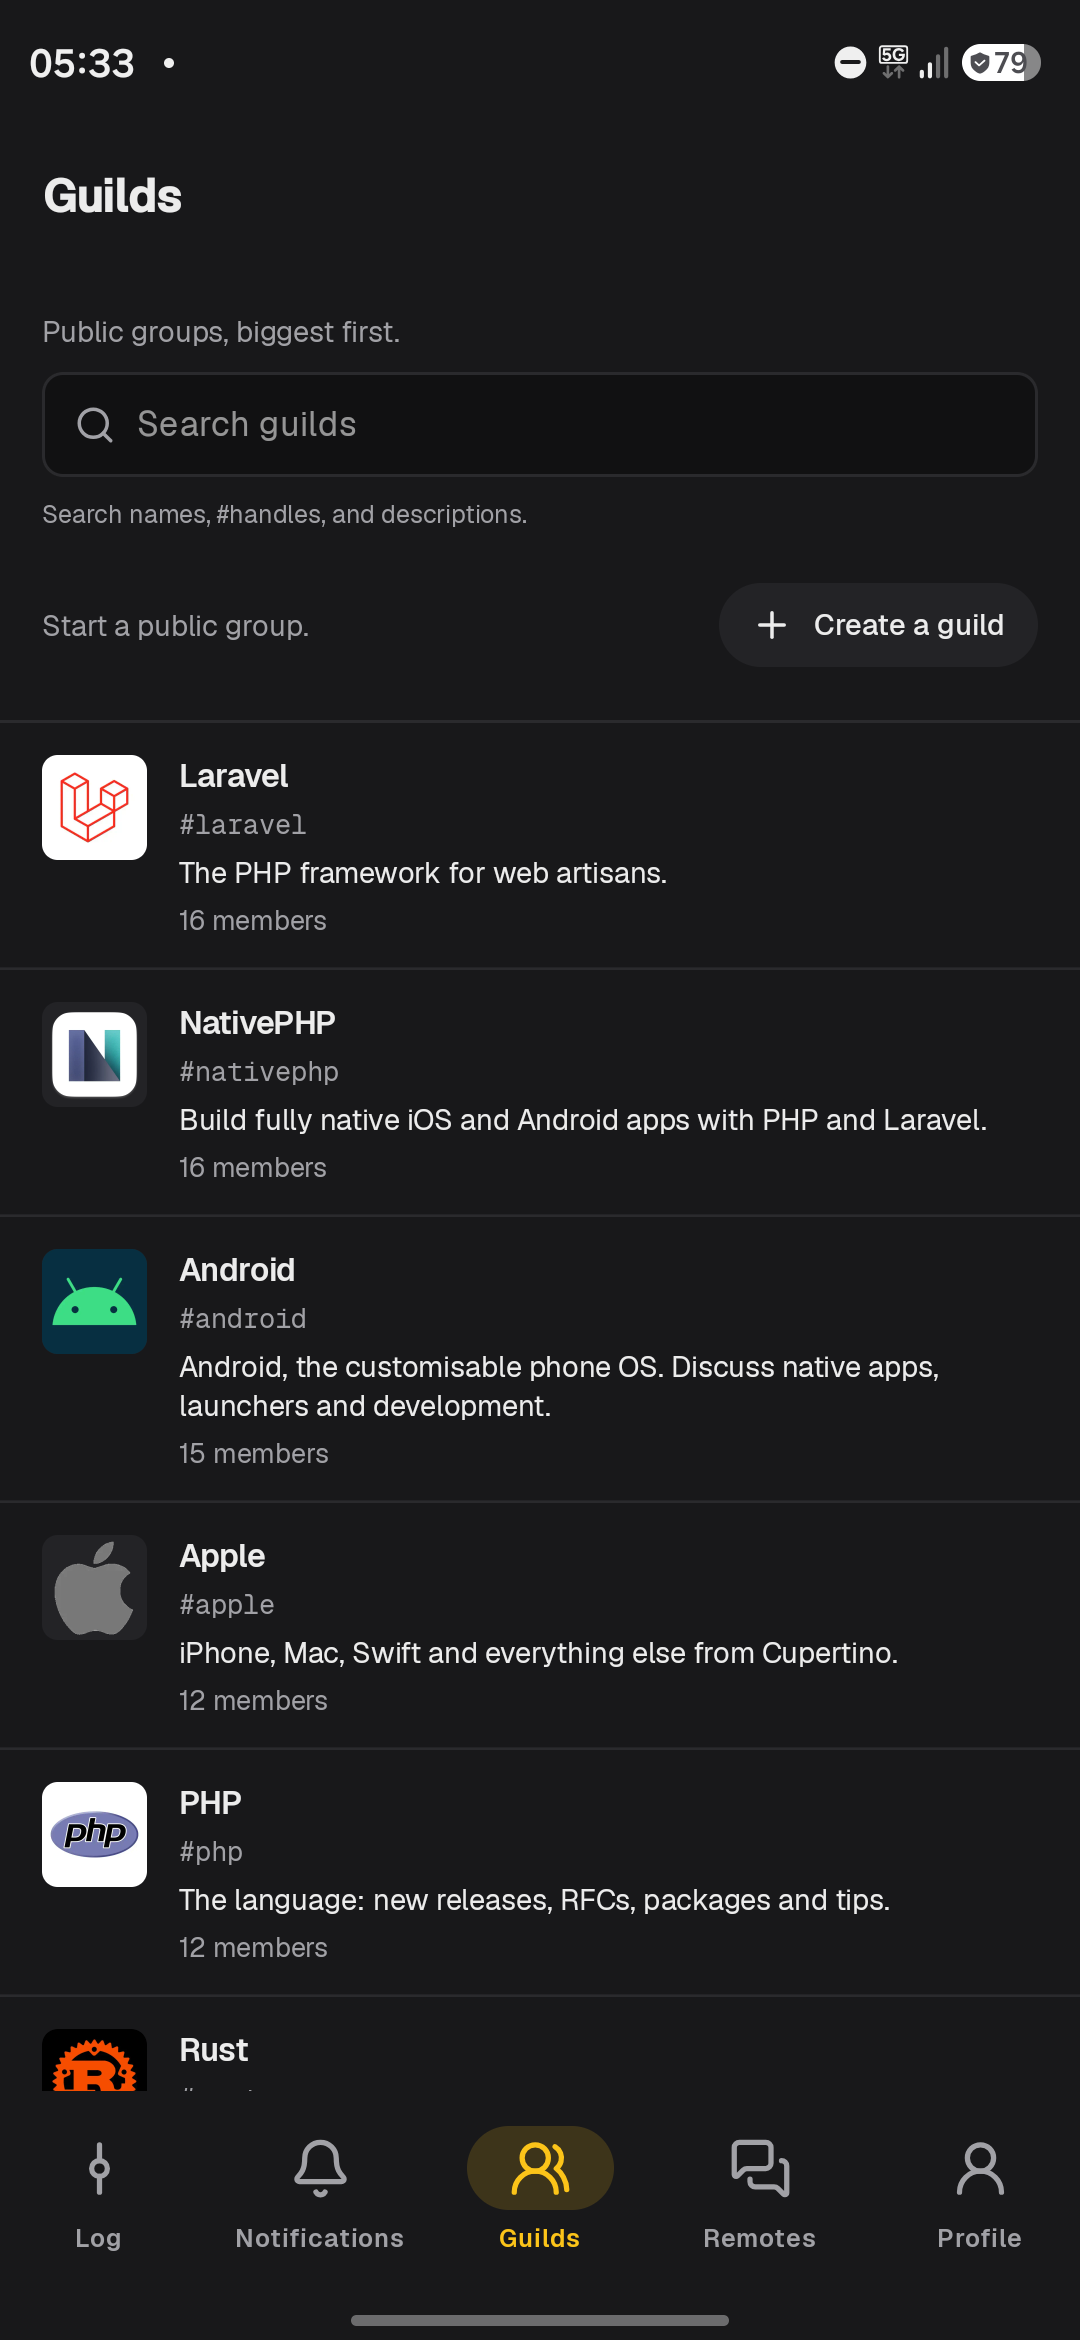 05:33
5G
79
Guilds
Public groups, biggest first.
Search guilds
Search names, #handles, and descriptions.
Start a public group.
Create a guild
Laravel
#laravel
The PHP framework for web artisans.
16 members
NativePHP
#nativephp
Build fully native iOS and Android apps with PHP and Laravel.
16 members
Android
#android
Android, the customisable phone OS. Discuss native apps,
launchers and development.
15 members
Apple
#apple
iPhone, Mac, Swift and everything else from Cupertino.
12 members
php
PHP
#php
The language: new releases, RFCs, packages and tips.
12 members
Rust
Log
Notifications
Guilds
Remotes
Profile